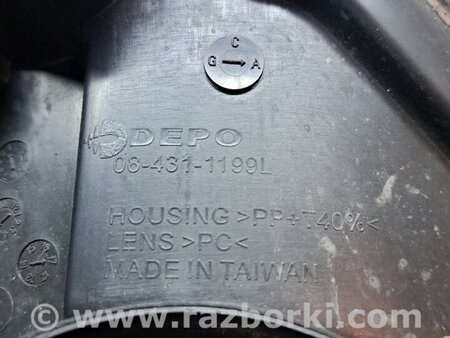 C
G → A
DEPO
08-431-1199L
HOUSING >PP+T40%<
LENS >PC<
MADE IN TAIWAN
www.razborki.com